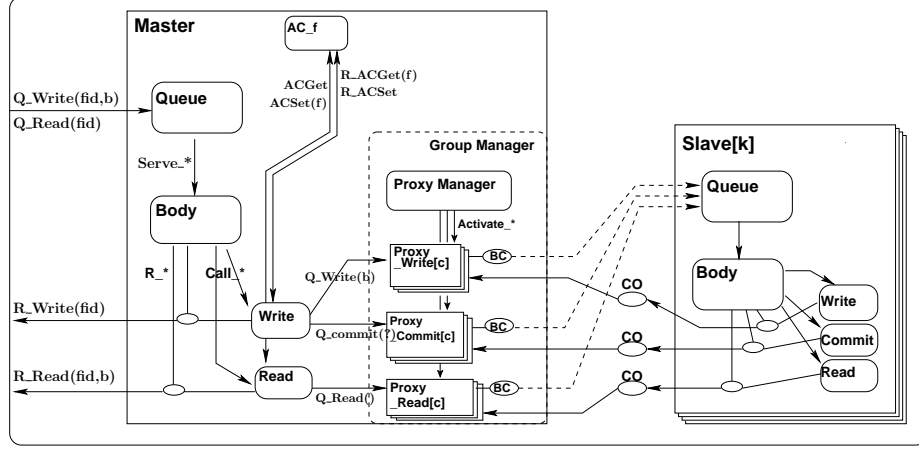 Master
AC_f
ACGet
ACSet(f)
R_ACGet(f)
R_ACSet
Q_Write(fid,b)
Q_Read(fid)
Queue
Serve_*
Body
R_*
Call_*
Group Manager
Proxy Manager
Activate_*
Proxy
_Write[c]
BC
Q_Write(b)
R_Write(fid)
Write
Q_commit(?)
Proxy
_Commit[c]
BC
R_Read(fid,b)
Read
Q_Read()
Proxy
_Read[c]
BC
CO
CO
CO
Slave[k]
Queue
Body
Write
Commit
Read